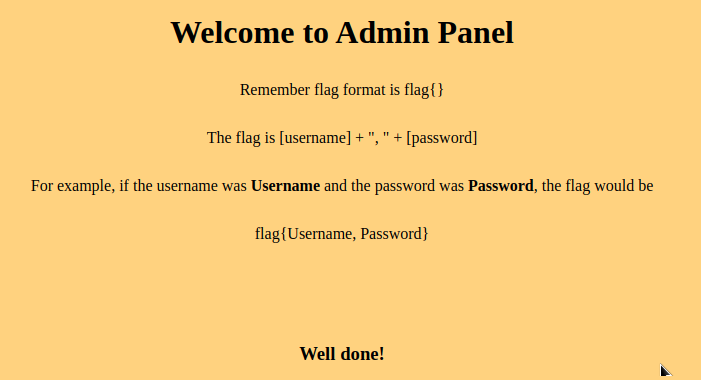 Welcome to Admin Panel
Remember flag format is flag{}
The flag is [username] + ", " + [password]
For example, if the username was Username and the password was Password, the flag would be
flag{Username, Password}
Well done!